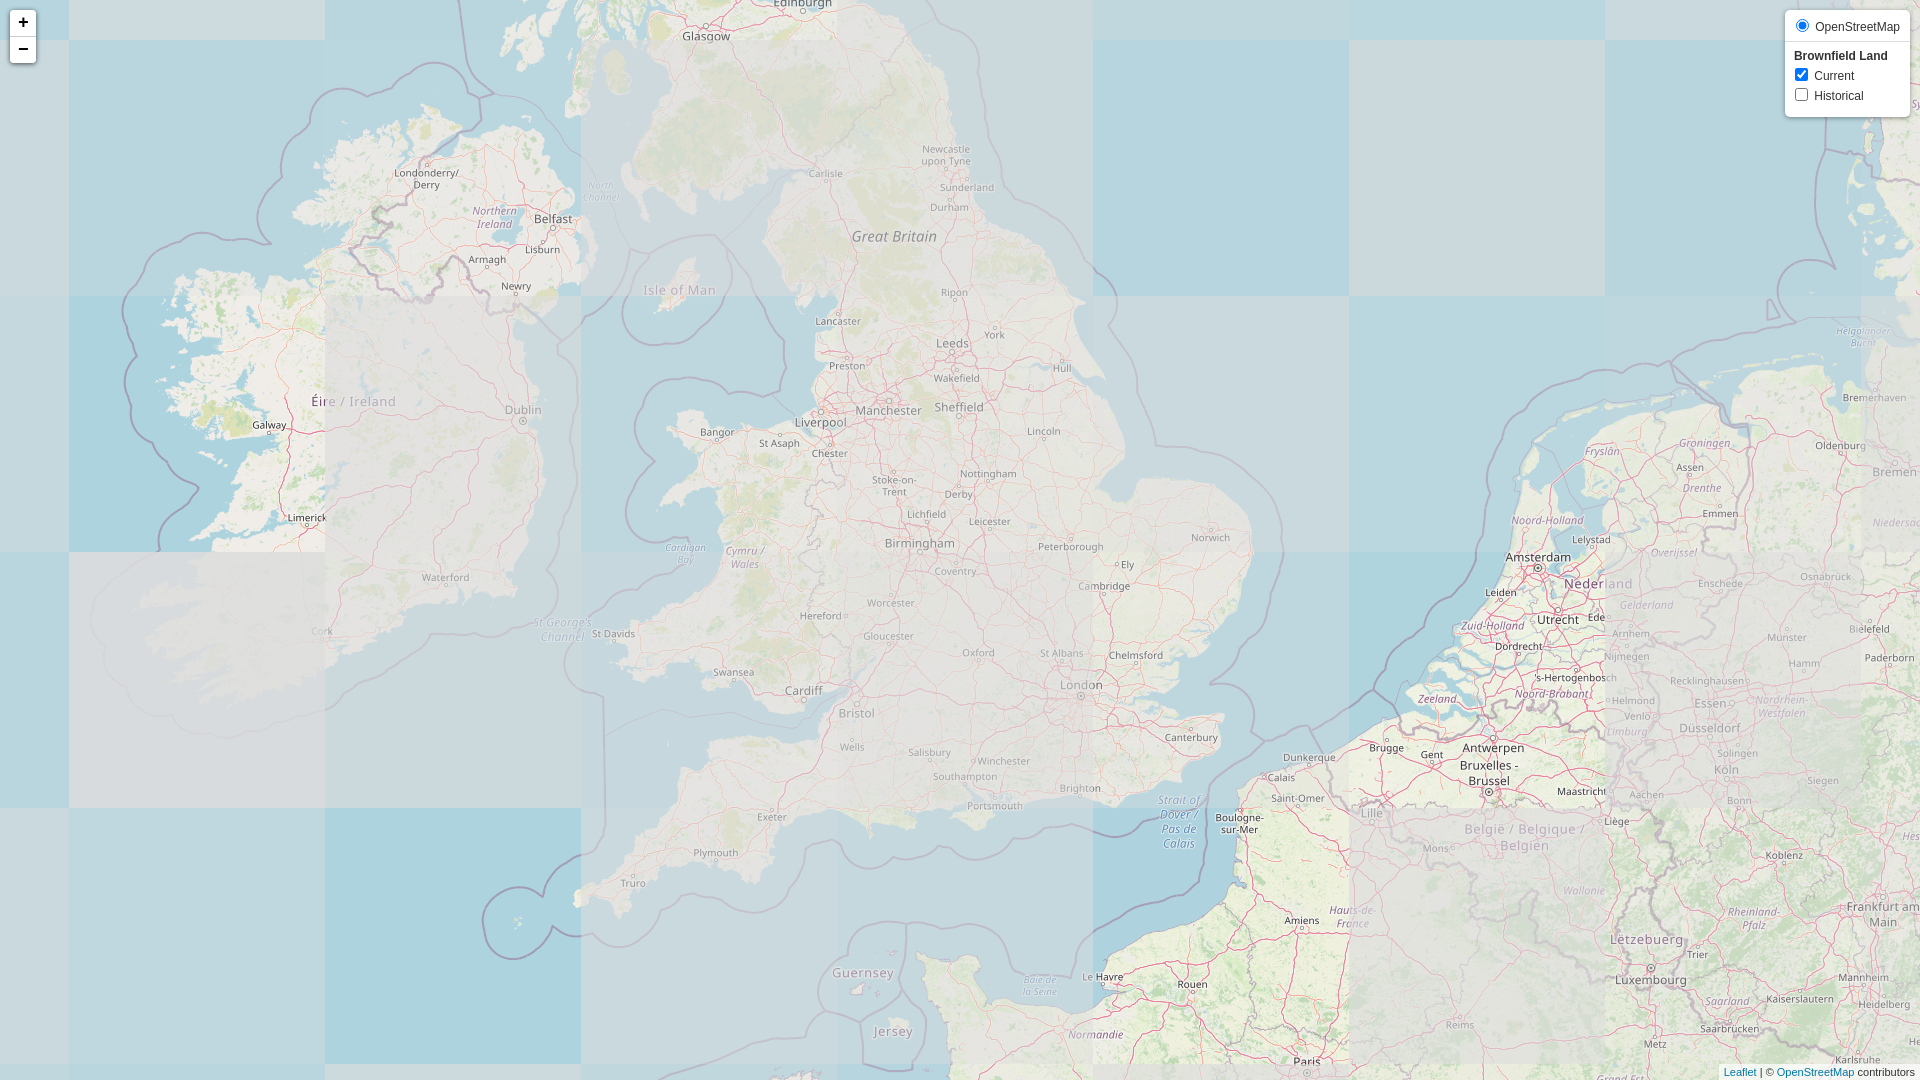 +
−
OpenStreetMap
Brownfield Land
Current
Historical
Edinburgh
Glasgow
Newcastle
upon Tyne
Londonderry/
Derry
Carlisle
North
Channel
Sunderland
Durham
Northern
Ireland
Belfast
Great Britain
Lisburn
Armagh
Newry
Isle of Man
Ripon
Lancaster
York
Helgoländer
Bucht
Leeds
Preston
Hull
Wakefield
Éire / Ireland
Dublin
Manchester
Sheffield
Bremerhaven
Liverpool
Galway
Bangor
St Asaph
Lincoln
Groningen
Oldenburg
Chester
Fryslân
Assen
Bremen
Stoke-on-
Trent
Nottingham
Derby
Drenthe
Emmen
Limerick
Lichfield
Leicester
Noord-Holland
Niedersac
Birmingham
Peterborough
Norwich
Lelystad
Cardigan
Bay
Cymru /
Wales
Overijssel
Amsterdam
Ely
Coventry
Waterford
Cambridge
Nederland
Enschede
Osnabrück
Leiden
Worcester
Hereford
Gelderland
Utrecht
Ede
St George's
Channel
Cork
St Davids
Gloucester
Zuid-Holland
Arnhem
Münster
Bielefeld
Oxford
St Albans
Chelmsford
Dordrecht
Nijmegen
Hamm
Paderborn
Swansea
's-Hertogenbosch
Recklinghausen
Cardiff
London
Zeeland
Noord-Brabant
Helmond
Essen
Nordrhein-
Westfalen
Bristol
Venlo
Limburg
Düsseldorf
Canterbury
Wells
Salisbury
Winchester
Brugge
Gent
Antwerpen
Solingen
Dunkerque
Bruxelles -
Brussel
Köln
Southampton
Calais
Siegen
Brighton
Maastricht
Aachen
Bonn
Saint-Omer
Portsmouth
Strait of
Dover /
Pas de
Calais
Exeter
Boulogne-
sur-Mer
Lille
Liège
België / Belgique /
Belgien
Mons
Plymouth
Koblenz
Truro
Wallonie
Hauts-de-
France
Amiens
Rheinland-
Pfalz
Frankfurt am
Main
Lëtzebuerg
Trier
Guernsey
Baie de
la Seine
Le Havre
Rouen
Luxembourg
Mannheim
Jersey
Saarland
Kaiserslautern
Heidelberg
Normandie
Reims
Saarbrücken
Metz
Paris
Karlsruhe
Grand Est
Leaflet | © OpenStreetMap contributors